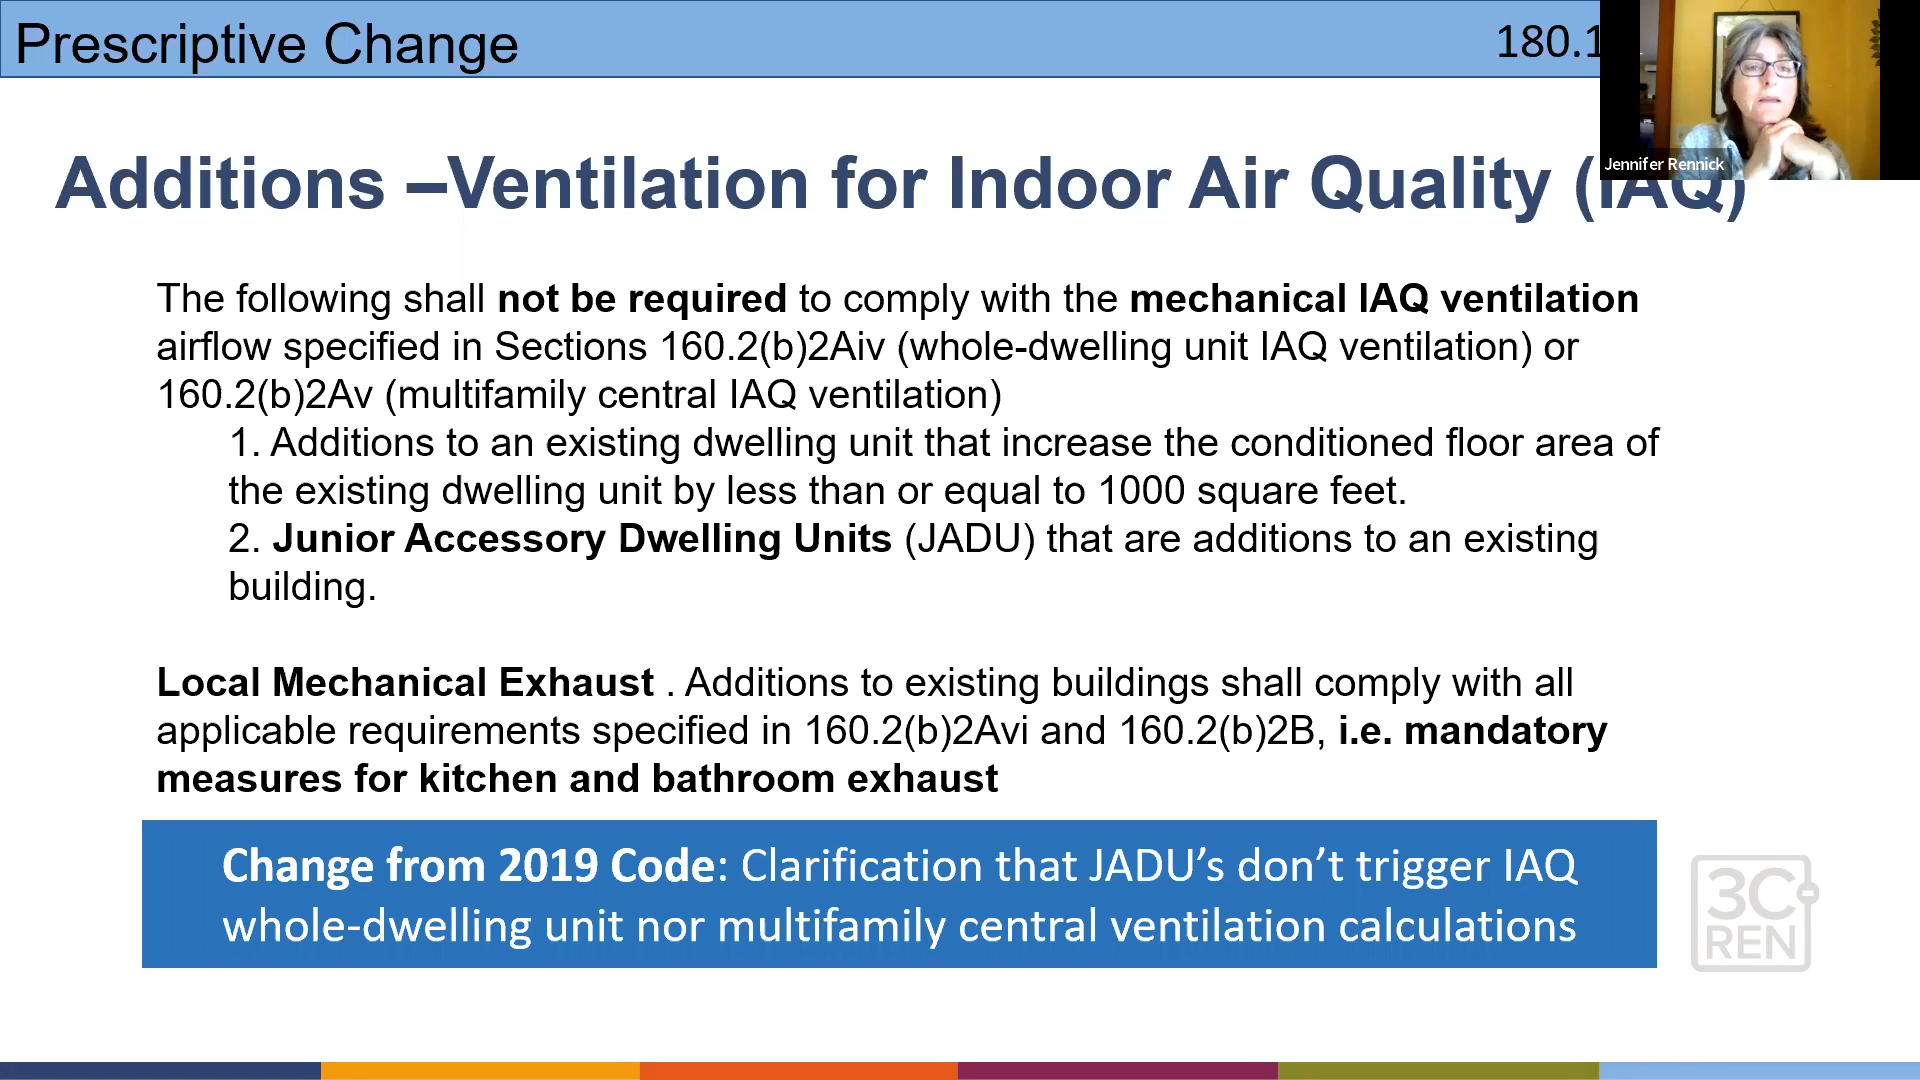 Prescriptive Change
180.1
Jennifer Rennick
Additions –Ventilation for Indoor Air Quality (IAQ)
The following shall not be required to comply with the mechanical IAQ ventilation
airflow specified in Sections 160.2(b)2Aiv (whole-dwelling unit IAQ ventilation) or
160.2(b)2Av (multifamily central IAQ ventilation)
1. Additions to an existing dwelling unit that increase the conditioned floor area of
the existing dwelling unit by less than or equal to 1000 square feet.
2. Junior Accessory Dwelling Units (JADU) that are additions to an existing
building.
Local Mechanical Exhaust . Additions to existing buildings shall comply with all
applicable requirements specified in 160.2(b)2Avi and 160.2(b)2B, i.e. mandatory
measures for kitchen and bathroom exhaust
Change from 2019 Code: Clarification that JADU’s don’t trigger IAQ
whole-dwelling unit nor multifamily central ventilation calculations
3C
REN